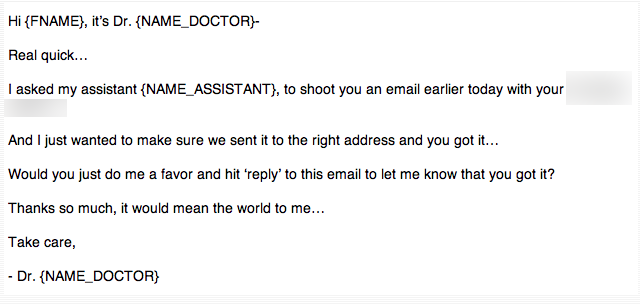 Hi {FNAME}, it’s Dr. {NAME_DOCTOR}-
Real quick…
I asked my assistant {NAME_ASSISTANT}, to shoot you an email earlier today with your
And I just wanted to make sure we sent it to the right address and you got it…
Would you just do me a favor and hit ‘reply’ to this email to let me know that you got it?
Thanks so much, it would mean the world to me…
Take care,
- Dr. {NAME_DOCTOR}